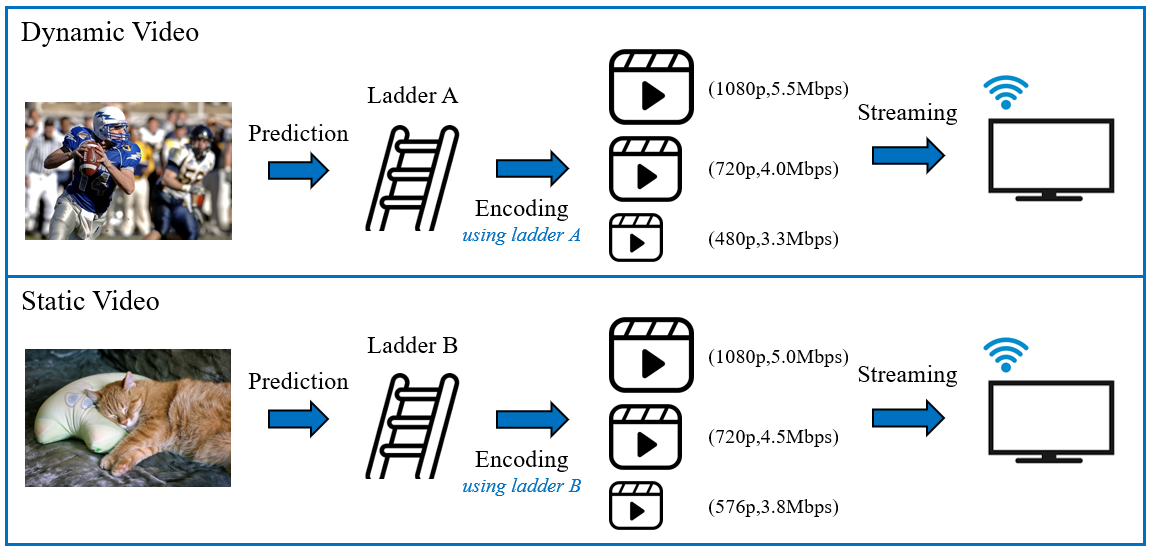 Dynamic Video
Prediction
Ladder A
Encoding
using ladder A
(1080p,5.5Mbps)
(720p,4.0Mbps)
(480p,3.3Mbps)
Streaming
Static Video
Prediction
Ladder B
Encoding
using ladder B
(1080p,5.0Mbps)
(720p,4.5Mbps)
(576p,3.8Mbps)
Streaming